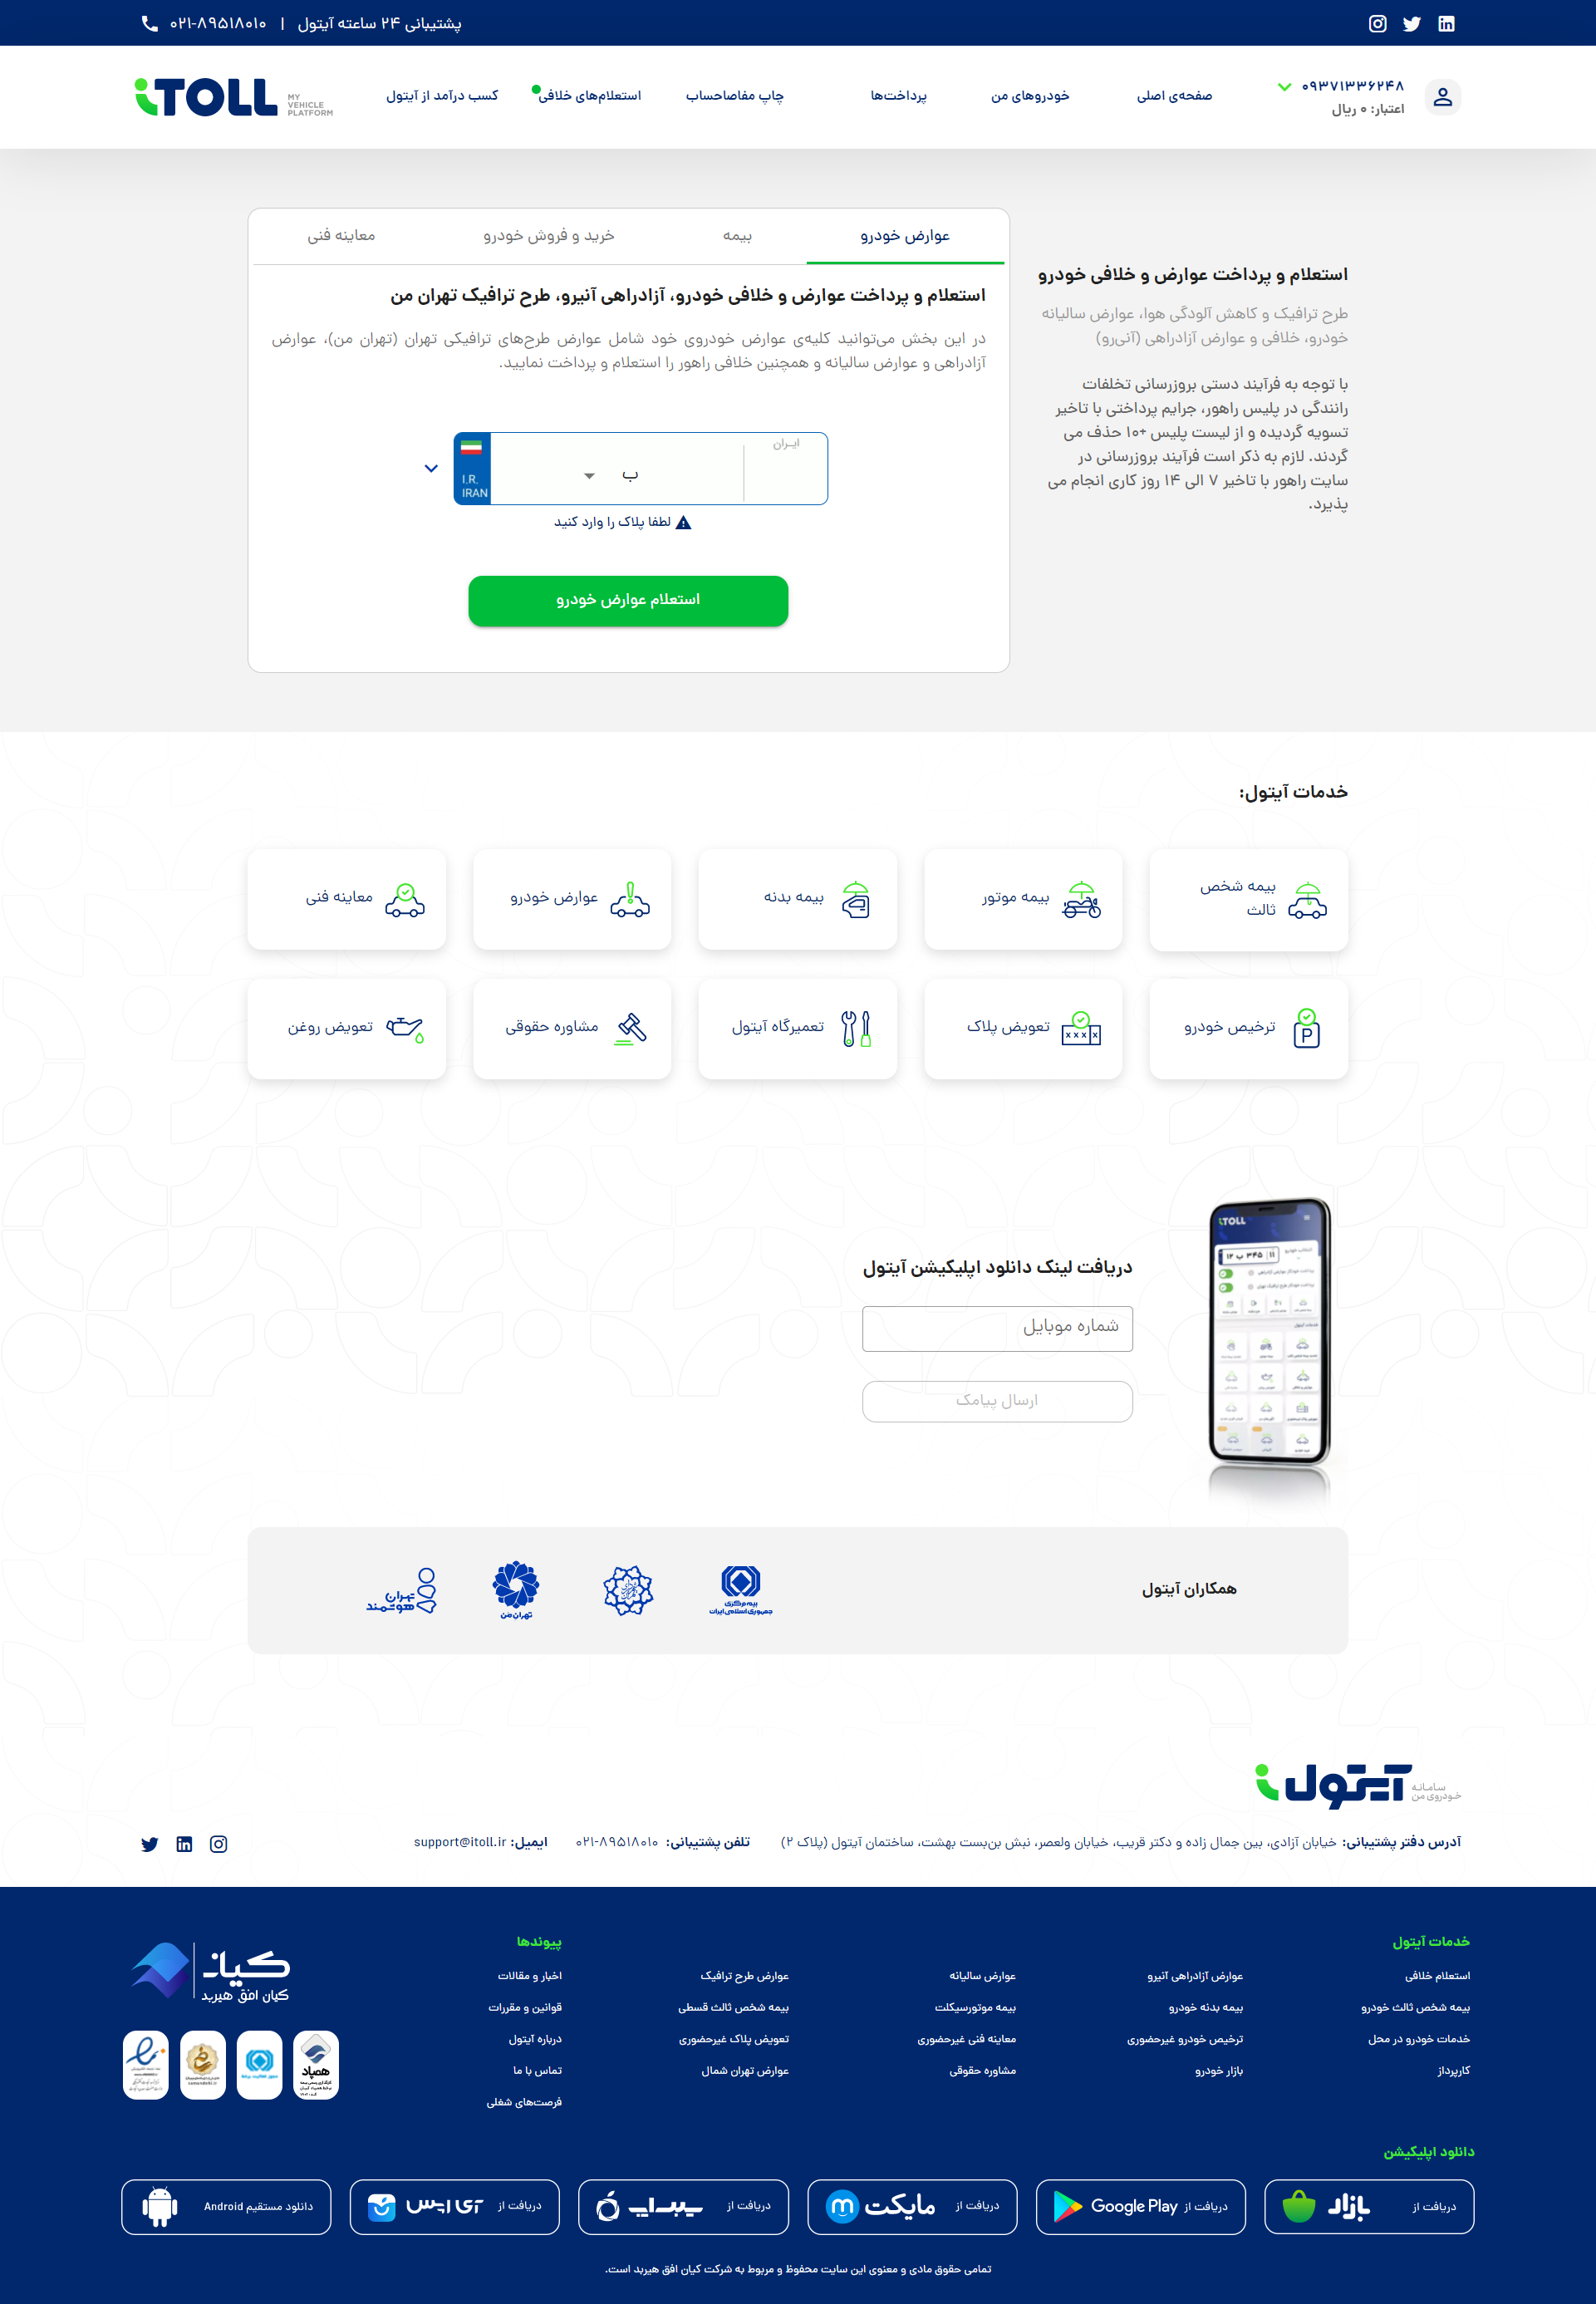 پشتیبانی ۲۴ ساعته آیتول | ۰۲۱-۸۹۵۱۸۰۱۰
۰۹۳۷۱۳۳۶۲۴۸
اعتبار: ۰ ریال
صفحه‌ی اصلی
خودروهای من
پرداخت‌ها
چاپ مفاصاحساب
استعلام‌های خلافی
کسب درآمد از آیتول
iTOLL
MY
VEHICLE
PLATFORM
استعلام و پرداخت عوارض و خلافی خودرو
طرح ترافیک و کاهش آلودگی هوا، عوارض سالیانه
خودرو، خلافی و عوارض آزادراهی (آنی‌رو)
با توجه به فرآیند دستی بروزرسانی تخلفات
رانندگی در پلیس راهور، جرایم پرداختی با تاخیر
تسویه گردیده و از لیست پلیس +۱۰ حذف می
گردند. لازم به ذکر است فرآیند بروزرسانی در
سایت راهور با تاخیر ۷ الی ۱۴ روز کاری انجام می
پذیرد.
عوارض خودرو
بیمه
خرید و فروش خودرو
معاینه فنی
استعلام و پرداخت عوارض و خلافی خودرو، آزادراهی آنیرو، طرح ترافیک تهران من
در این بخش می‌توانید کلیه‌ی عوارض خودروی خود شامل عوارض طرح‌های ترافیکی تهران (تهران من)، عوارض
آزادراهی و عوارض سالیانه و همچنین خلافی راهور را استعلام و پرداخت نمایید.
ایـران
ب
I.R.
IRAN
لطفا پلاک را وارد کنید
استعلام عوارض خودرو
خدمات آیتول:
بیمه شخص
ثالث
بیمه موتور
بیمه بدنه
عوارض خودرو
معاینه فنی
ترخیص خودرو
تعویض پلاک
تعمیرگاه آیتول
مشاوره حقوقی
تعویض روغن
iTOLL
۱۲ ب ۳۴۵ ۱۱
دریافت لینک دانلود اپلیکیشن آیتول
شماره موبایل
ارسال پیامک
همکاران آیتول
بیمه مرکزی
جمهوری اسلامی ایران
تهران من
تهران
هوشمند
آیتول
سامانه
خودروی من
آدرس دفتر پشتیبانی: خیابان آزادی، بین جمال زاده و دکتر قریب، خیابان ولعصر، نبش بن‌بست بهشت، ساختمان آیتول (پلاک ۲)
تلفن پشتیبانی: ۰۲۱-۸۹۵۱۸۰۱۰
ایمیل: support@itoll.ir
خدمات آیتول
استعلام خلافی
بیمه شخص ثالث خودرو
خدمات خودرو در محل
کارپرداز
عوارض آزادراهی آنیرو
بیمه بدنه خودرو
ترخیص خودرو غیرحضوری
بازار خودرو
عوارض سالیانه
بیمه موتورسیکلت
معاینه فنی غیرحضوری
مشاوره حقوقی
عوارض طرح ترافیک
بیمه شخص ثالث قسطی
تعویض پلاک غیرحضوری
عوارض تهران شمال
پیوندها
اخبار و مقالات
قوانین و مقررات
درباره آیتول
تماس با ما
فرصت‌های شغلی
کیان
کیان افق هیربد
همپاد
دانلود اپلیکیشن
دریافت از بازار
دریافت از Google Play
دریافت از مایکت
دریافت از سیب‌اپ
دریافت از آی اپس
دانلود مستقیم Android
تمامی حقوق مادی و معنوی این سایت محفوظ و مربوط به شرکت کیان افق هیربد است.